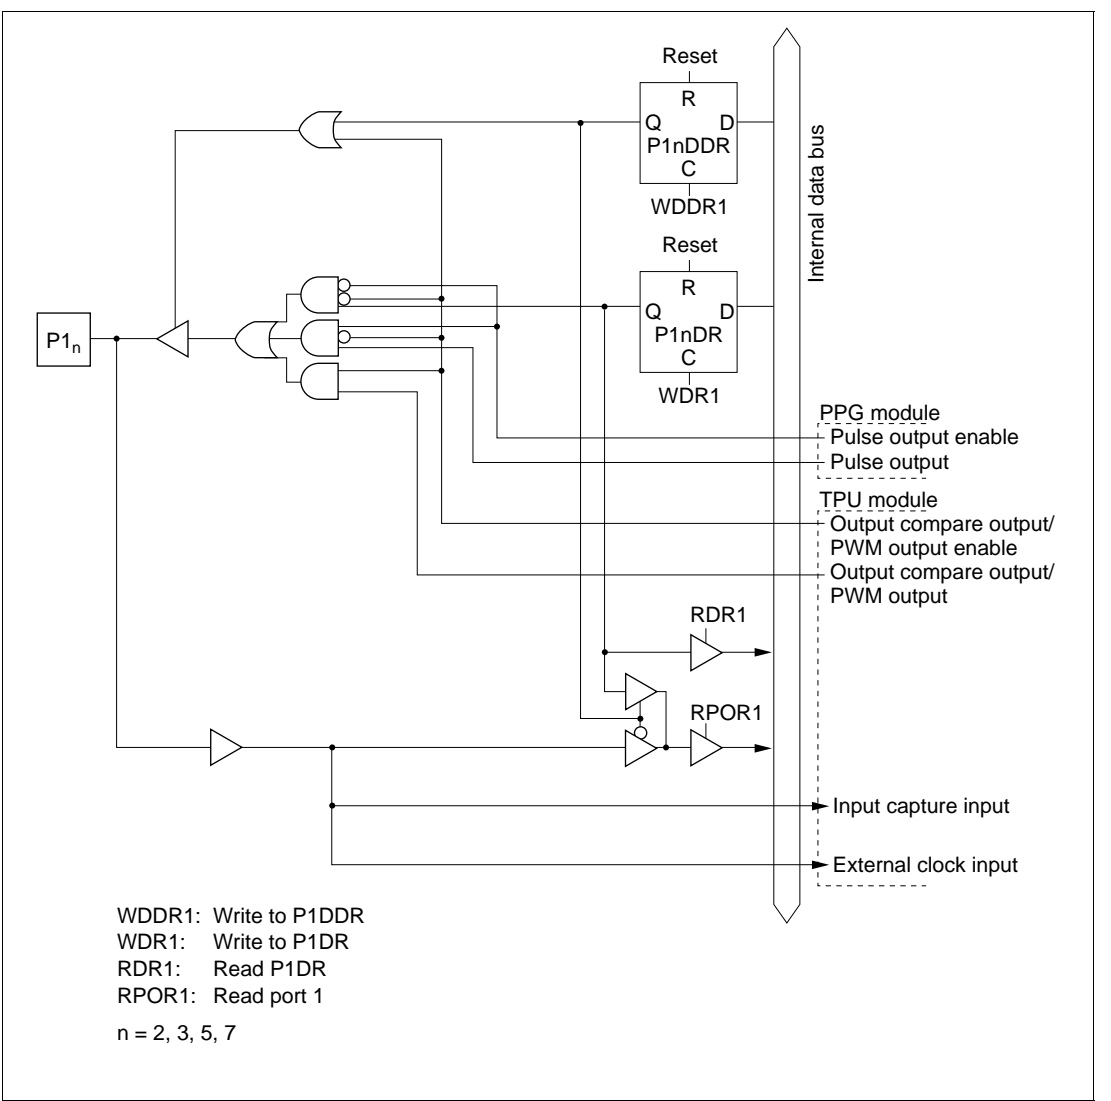 Reset
R
Q D
P1nDDR
C
WDDR1
Internal data bus
Reset
R
Q D
P1nDR
C
WDR1
P1n
PPG module
Pulse output enable
Pulse output
TPU module
Output compare output/
PWM output enable
Output compare output/
PWM output
RDR1
RPOR1
Input capture input
External clock input
WDDR1: Write to P1DDR
WDR1: Write to P1DR
RDR1: Read P1DR
RPOR1: Read port 1
n = 2, 3, 5, 7